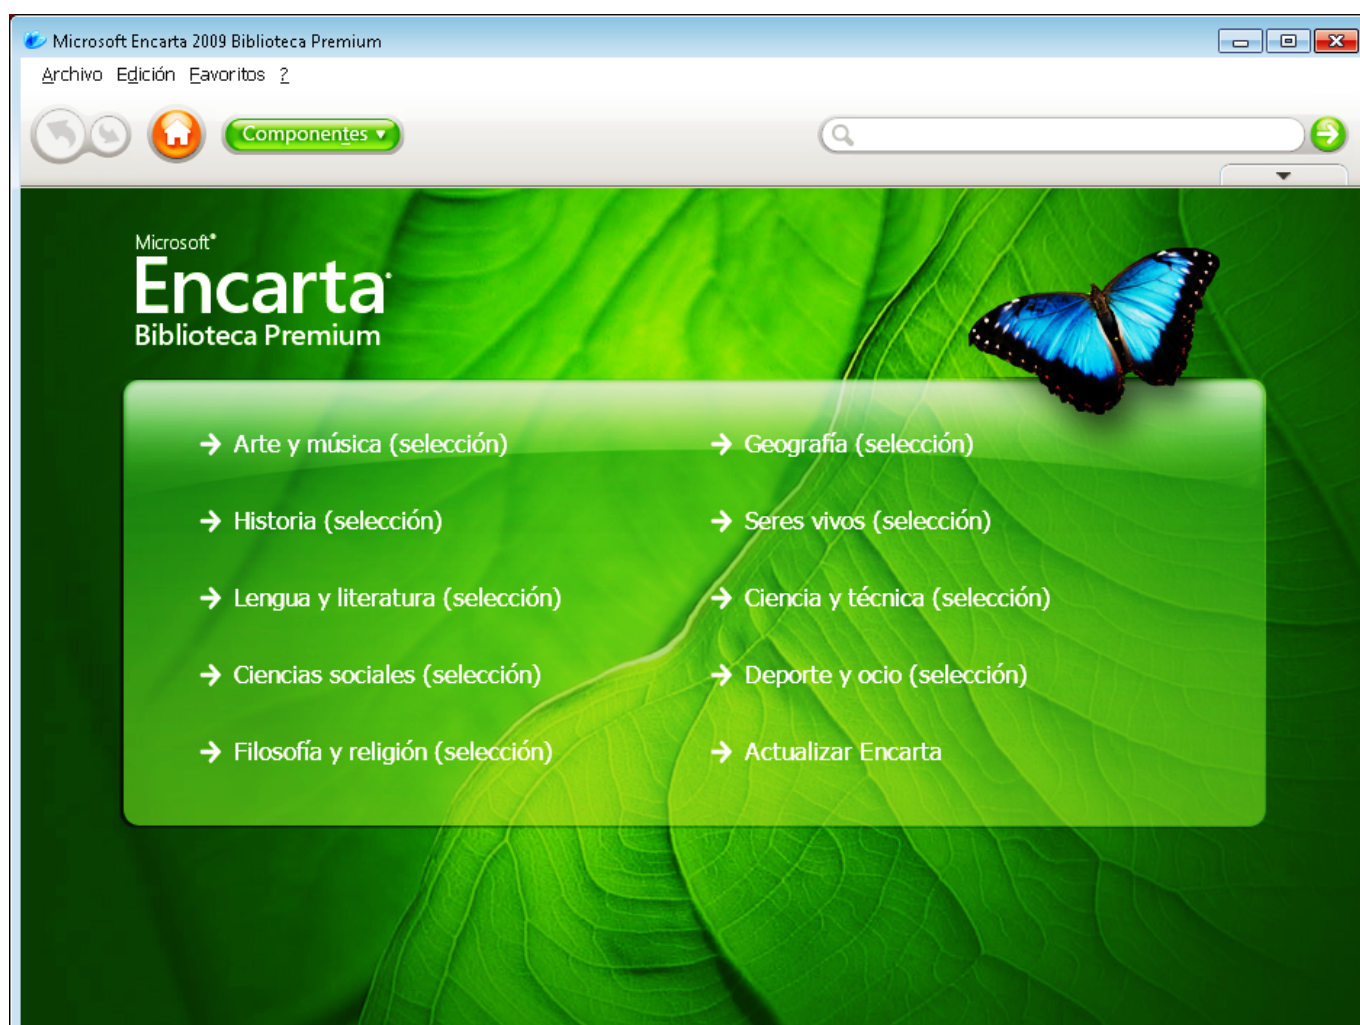 Microsoft Encarta 2009 Biblioteca Premium
Archivo Edición Favoritos ?
Componentes
Microsoft®
Encarta®
Biblioteca Premium
Arte y música (selección)
Geografía (selección)
Historia (selección)
Seres vivos (selección)
Lengua y literatura (selección)
Ciencia y técnica (selección)
Ciencias sociales (selección)
Deporte y ocio (selección)
Filosofía y religión (selección)
Actualizar Encarta